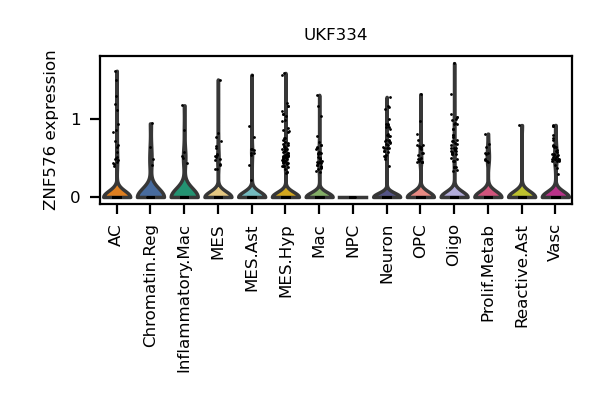 UKF334
ZNF576 expression
1
0
AC
Chromatin.Reg
Inflammatory.Mac
MES
MES.Ast
MES.Hyp
Mac
NPC
Neuron
OPC
Oligo
Prolif.Metab
Reactive.Ast
Vasc